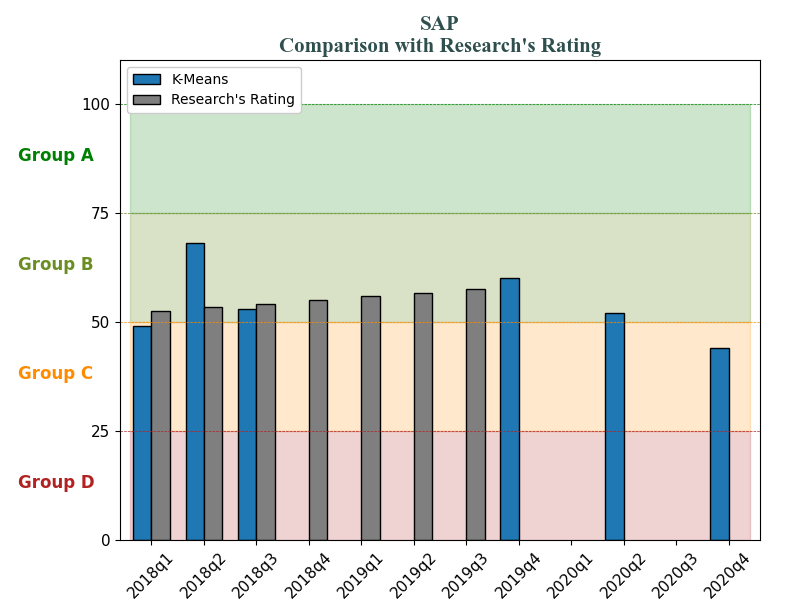 SAP
Comparison with Research's Rating
K-Means
Research's Rating
100
Group A
75
Group B
50
Group C
25
Group D
0
2018q1 2018q2 2018q3 2018q4 2019q1 2019q2 2019q3 2019q4 2020q1 2020q2 2020q3 2020q4